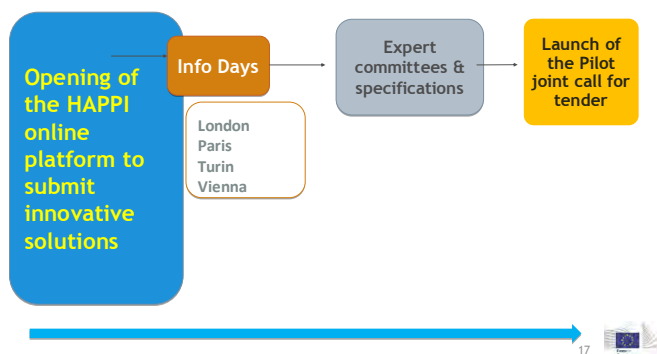 Opening of
the HAPPI
online
platform to
submit
innovative
solutions
Info Days
London
Paris
Turin
Vienna
Expert
committees &
specifications
Launch of
the Pilot
joint call for
tender
17